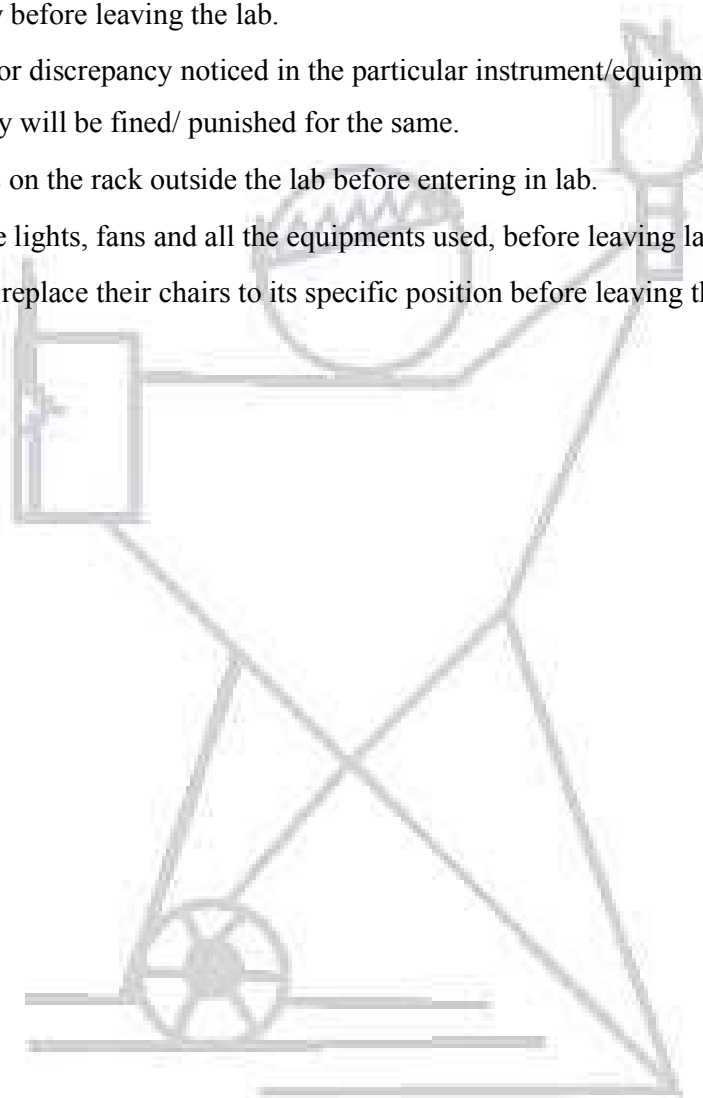 before leaving the lab.
or discrepancy noticed in the particular instrument/equipm
will be fined/ punished for the same.
on the rack outside the lab before entering in lab.
lights, fans and all the equipments used, before leaving la
replace their chairs to its specific position before leaving th